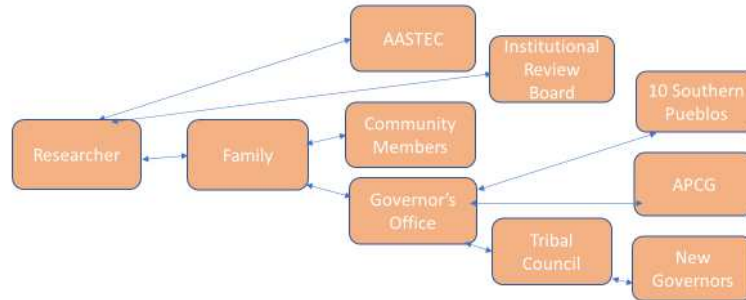 AASTEC
Institutional
Review
Board
10 Southern
Pueblos
Researcher
Family
Community
Members
APCG
Governor's
Office
Tribal
Council
New
Governors